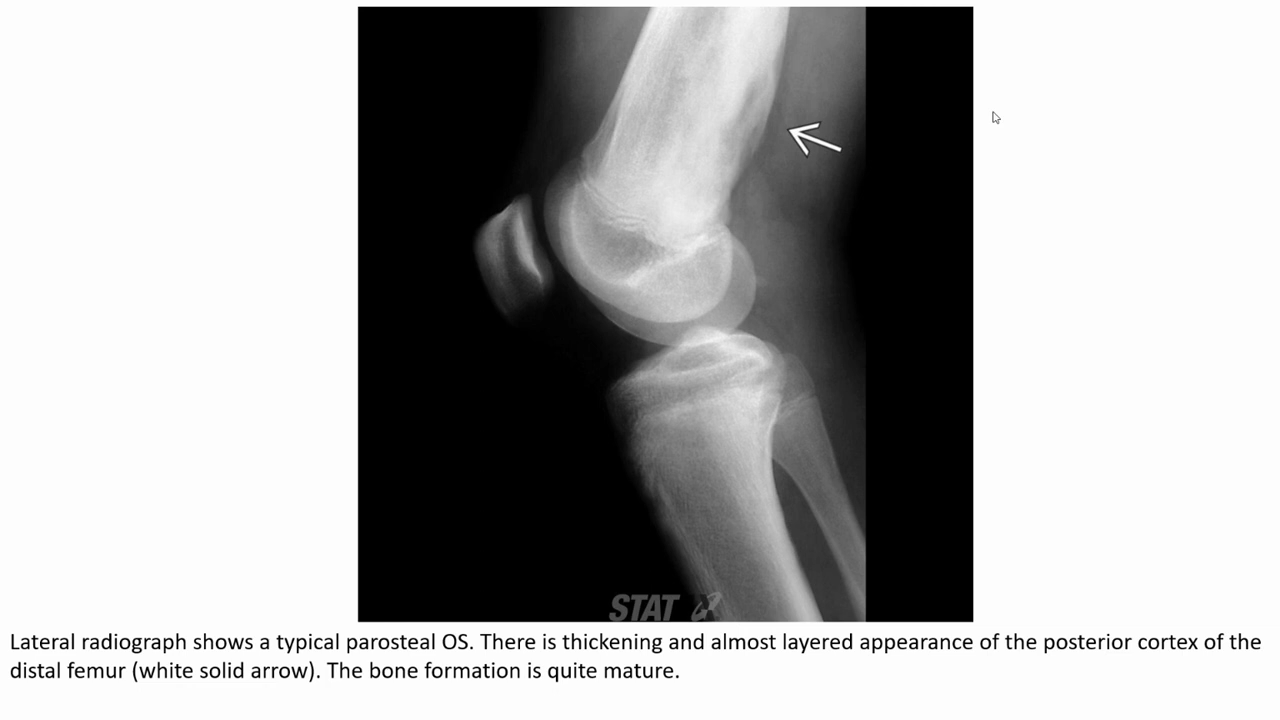 STAT
Lateral radiograph shows a typical parosteal OS. There is thickening and almost layered appearance of the posterior cortex of the
distal femur (white solid arrow). The bone formation is quite mature.